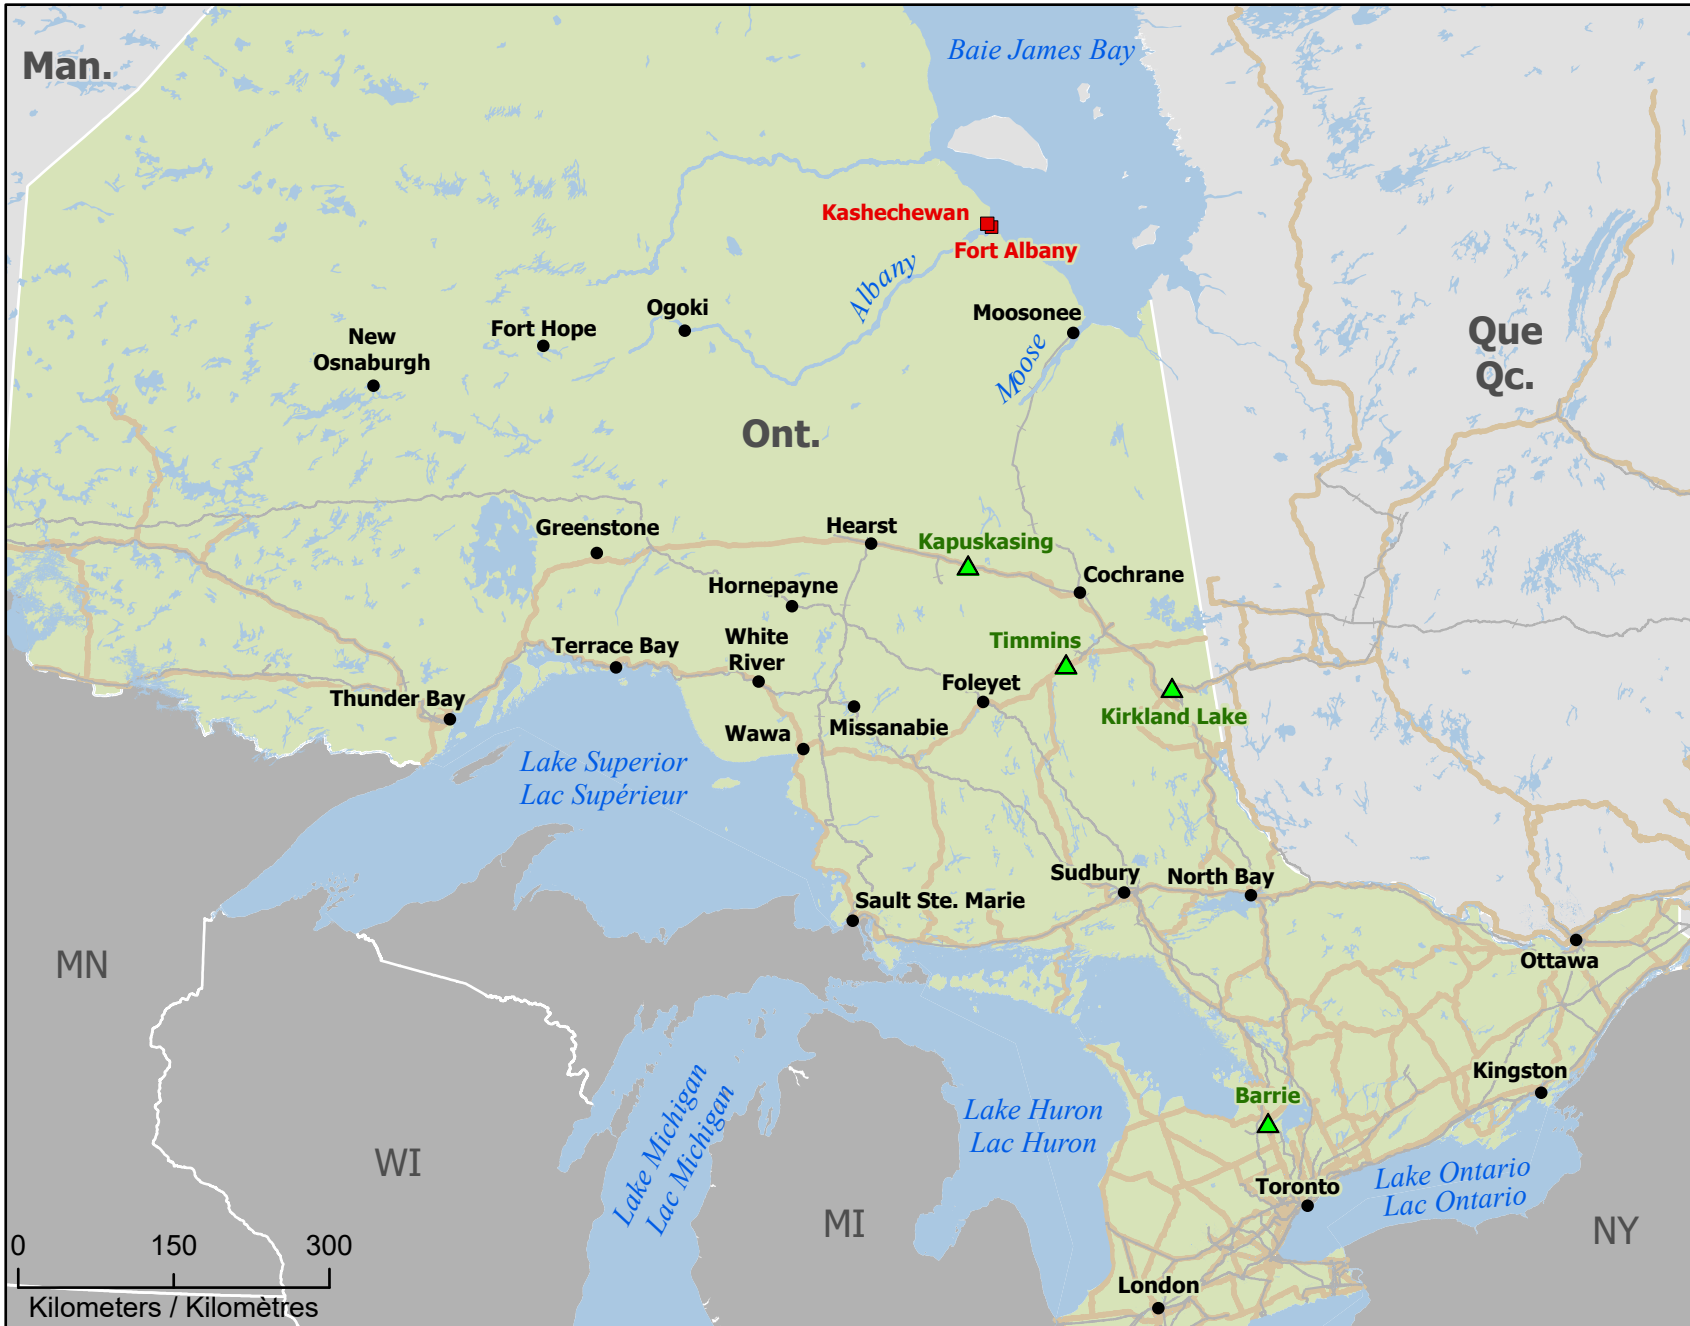 Man.
Baie James Bay
Kashechewan
Fort Albany
Albany
Ogoki
Moosonee
Fort Hope
New
Osnaburgh
Moose
Que
Qc.
Ont.
Greenstone
Hearst
Kapuskasing
Cochrane
Hornepayne
Timmins
White
River
Terrace Bay
Foleyet
Thunder Bay
Kirkland Lake
Missanabie
Wawa
Lake Superior
Lac Supérieur
Sudbury
North Bay
Sault Ste. Marie
Ottawa
MN
Kingston
Barrie
Lake Michigan
Lac Michigan
Lake Huron
Lac Huron
WI
Lake Ontario
Lac Ontario
Toronto
MI
NY
0 150 300
Kilometers / Kilomètres
London